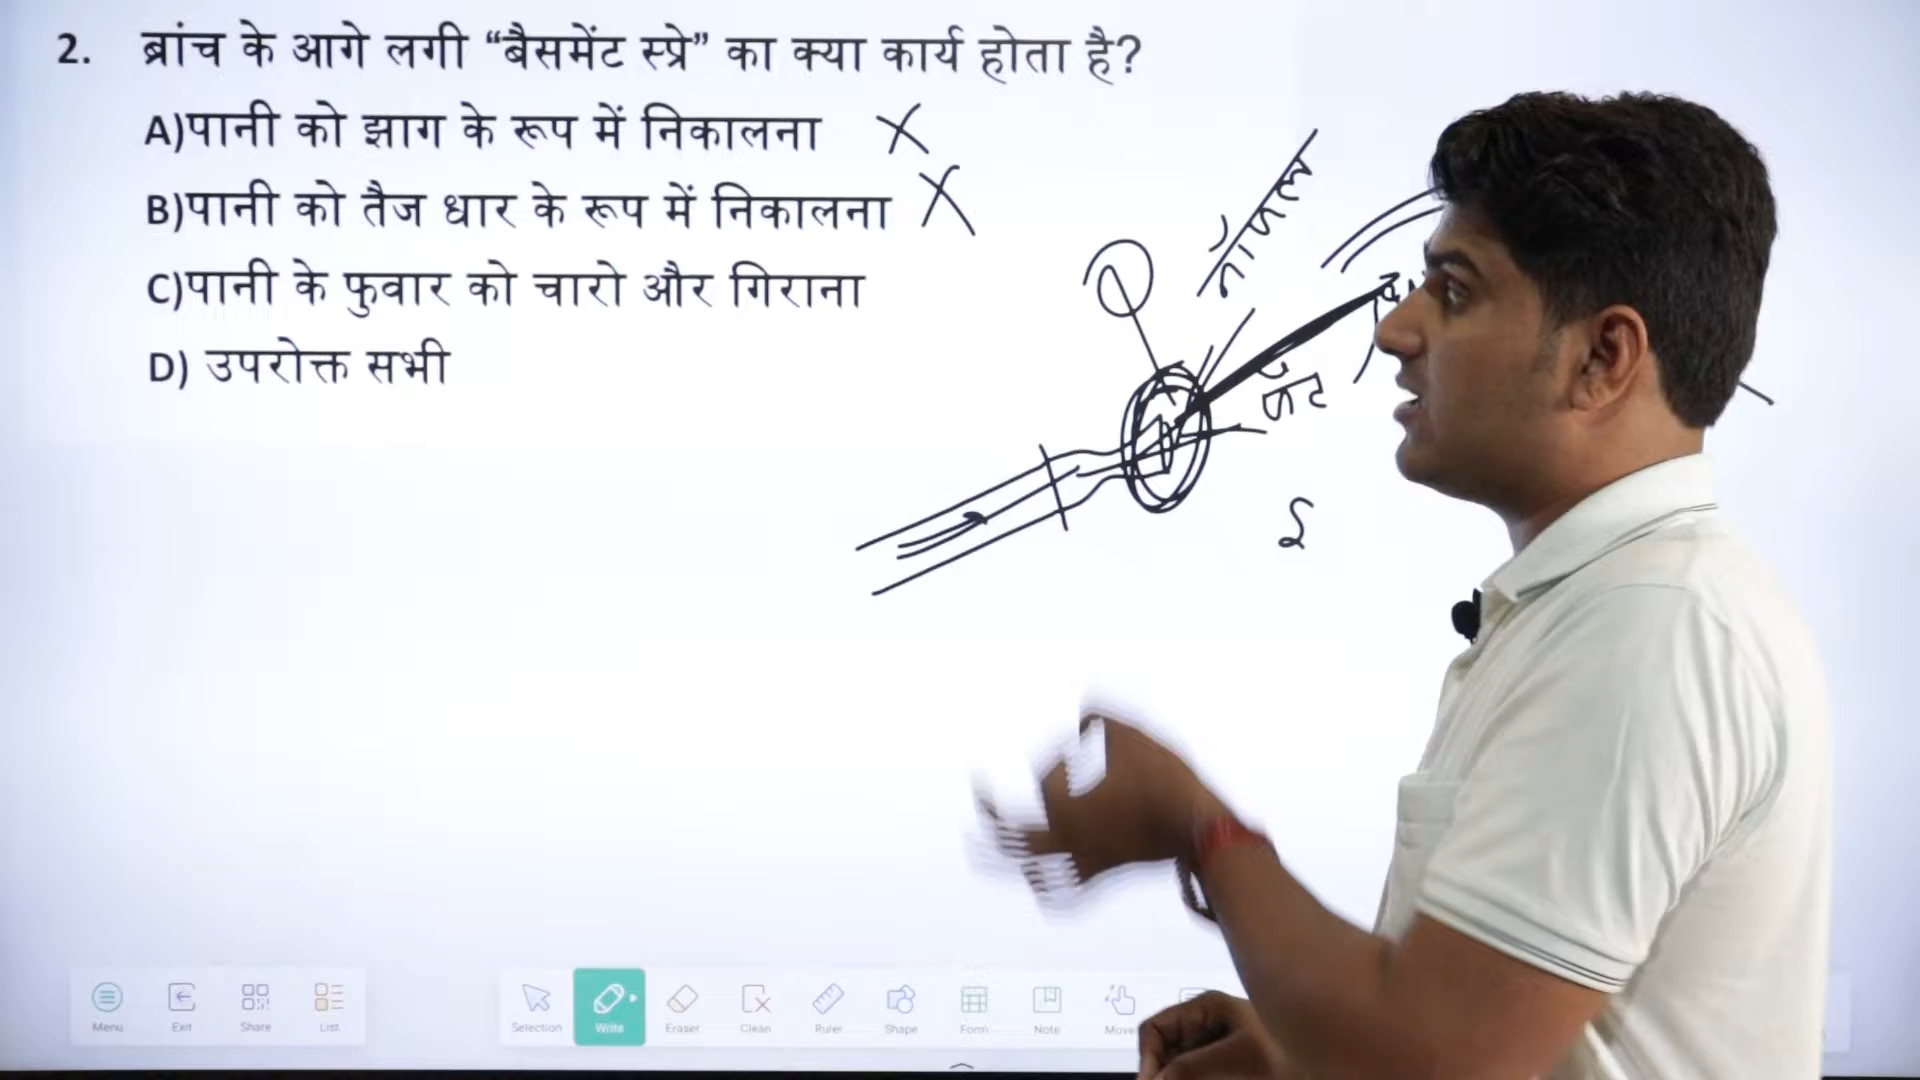 2. ब्रांच के आगे लगी “बैसमेंट स्प्रे” का क्या कार्य होता है?
A)पानी को झाग के रूप में निकालना
B)पानी को तैज धार के रूप में निकालना
C)पानी के फुवार को चारो और गिराना
D) उपरोक्त सभी
नॉजल
जेट
Menu
Exit
Share
List
Selection
Write
Eraser
Clean
Ruler
Shape
Form
Note
Move